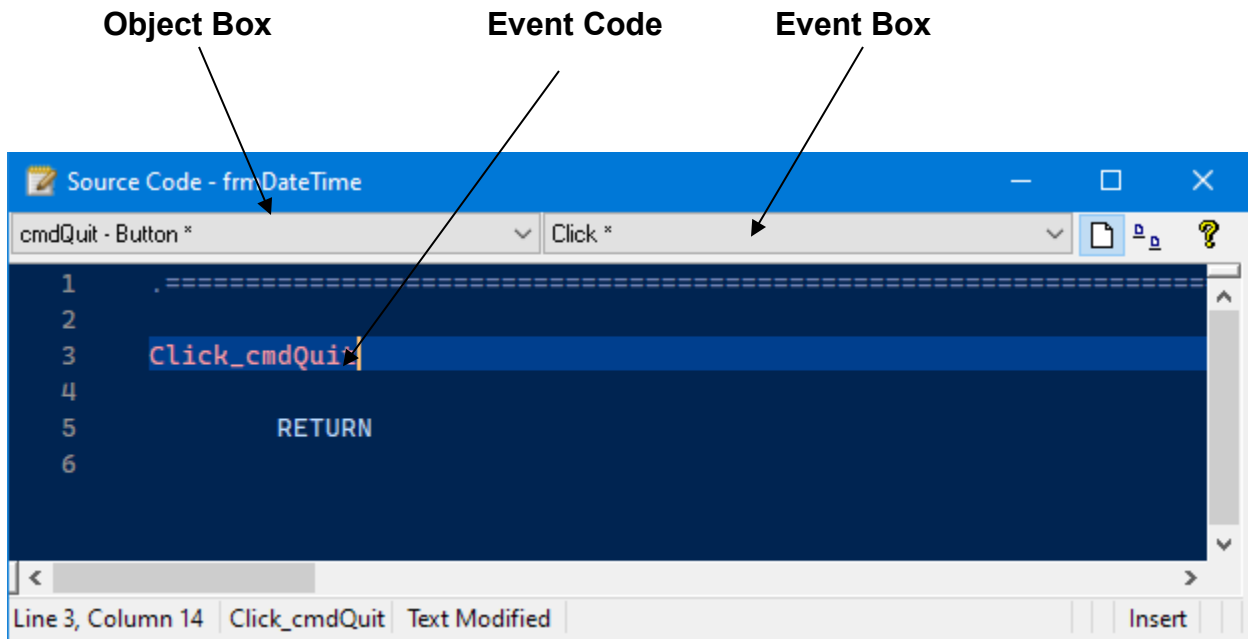 Object Box Event Code Event Box
Source Code - frmDateTime
cmdQuit - Button * Click *
1 .==================================================================
2
3 Click_cmdQuit
4
5 RETURN
6
Line 3, Column 14 Click_cmdQuit Text Modified Insert